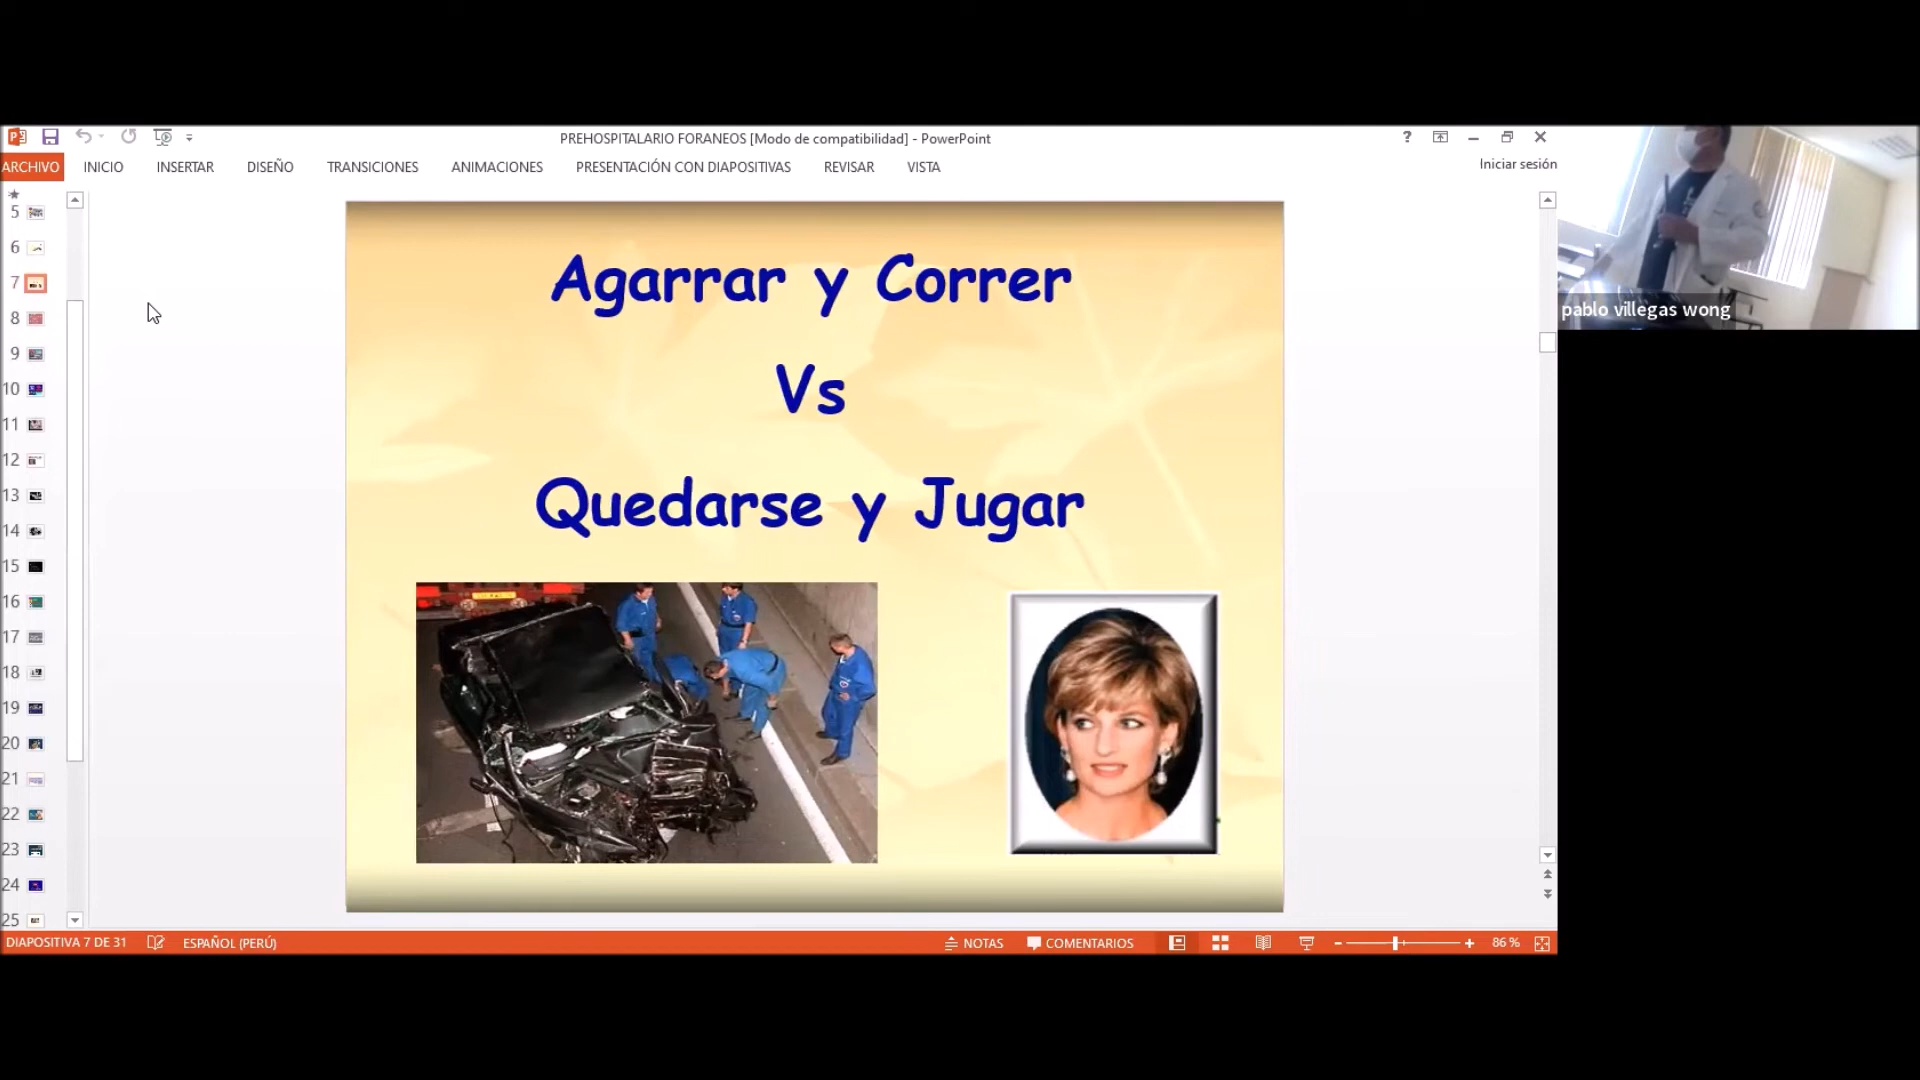 PREHOSPITALARIO FORANEOS [Modo de compatibilidad] - PowerPoint
?
ARCHIVO INICIO INSERTAR DISEÑO TRANSICIONES ANIMACIONES PRESENTACIÓN CON DIAPOSITIVAS REVISAR VISTA
Iniciar sesión
5
6
7
8
9
10
11
12
13
14
15
16
17
18
19
20
21
22
23
24
25
Agarrar y Correr
Vs
Quedarse y Jugar
pablo villegas wong
DIAPOSITIVA 7 DE 31 ESPAÑOL (PERÚ) NOTAS COMENTARIOS 86 %